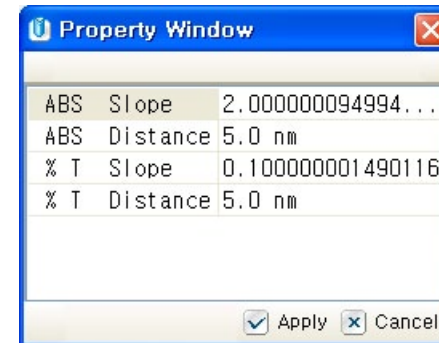 Property Window
ABS Slope 2.000000094994...
ABS Distance 5.0 nm
% T Slope 0.100000001490116
% T Distance 5.0 nm
Apply Cancel